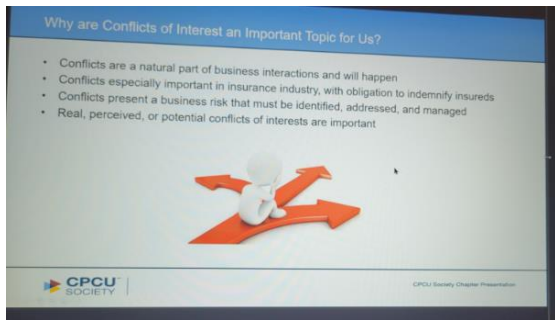 Why are Conflicts of Interest an Important Topic for Us?
• Conflicts are a natural part of business interactions and will happen
• Conflicts especially important in insurance industry, with obligation to indemnify insureds
• Conflicts present a business risk that must be identified, addressed, and managed
• Real, perceived, or potential conflicts of interests are important
CPCU™
SOCIETY
CPCU Society Chapter Presentation